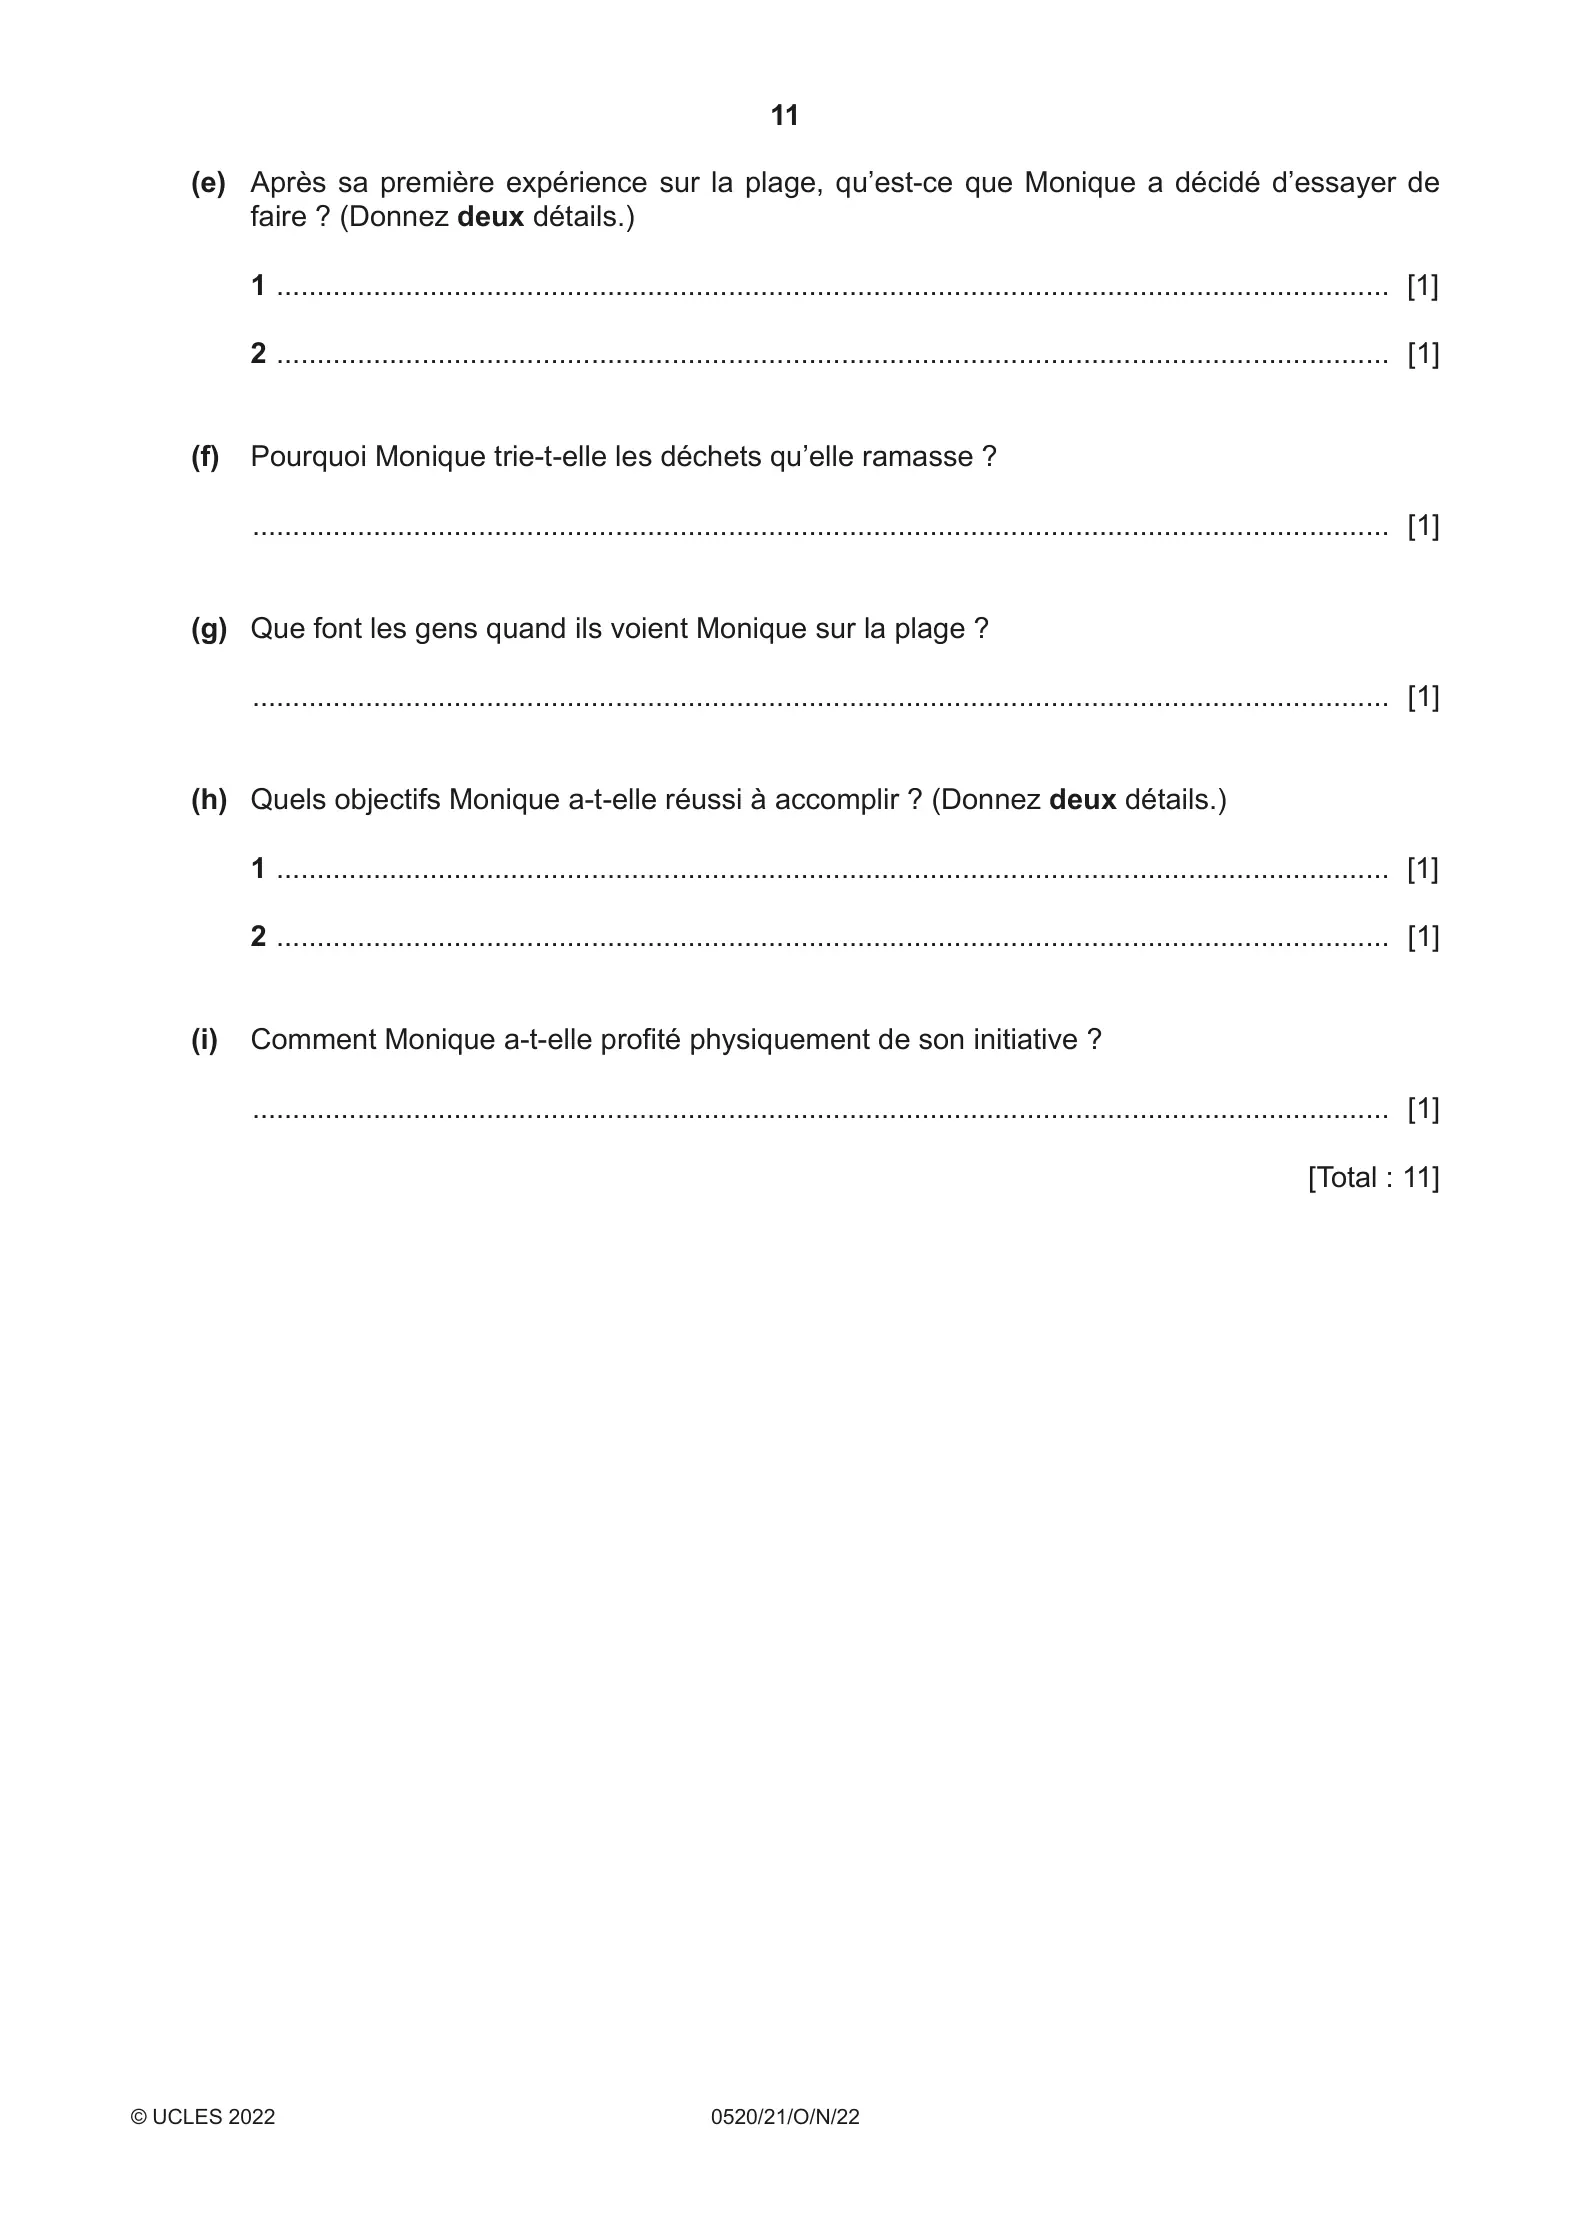 11
(e) Après sa première expérience sur la plage, qu’est-ce que Monique a décidé d’essayer de
faire ? (Donnez deux détails.)
1 .................................................................................................................................. [1]
2 .................................................................................................................................. [1]
(f) Pourquoi Monique trie-t-elle les déchets qu’elle ramasse ?
..................................................................................................................................... [1]
(g) Que font les gens quand ils voient Monique sur la plage ?
..................................................................................................................................... [1]
(h) Quels objectifs Monique a-t-elle réussi à accomplir ? (Donnez deux détails.)
1 .................................................................................................................................. [1]
2 .................................................................................................................................. [1]
(i) Comment Monique a-t-elle profité physiquement de son initiative ?
..................................................................................................................................... [1]
[Total : 11]
© UCLES 2022 0520/21/O/N/22